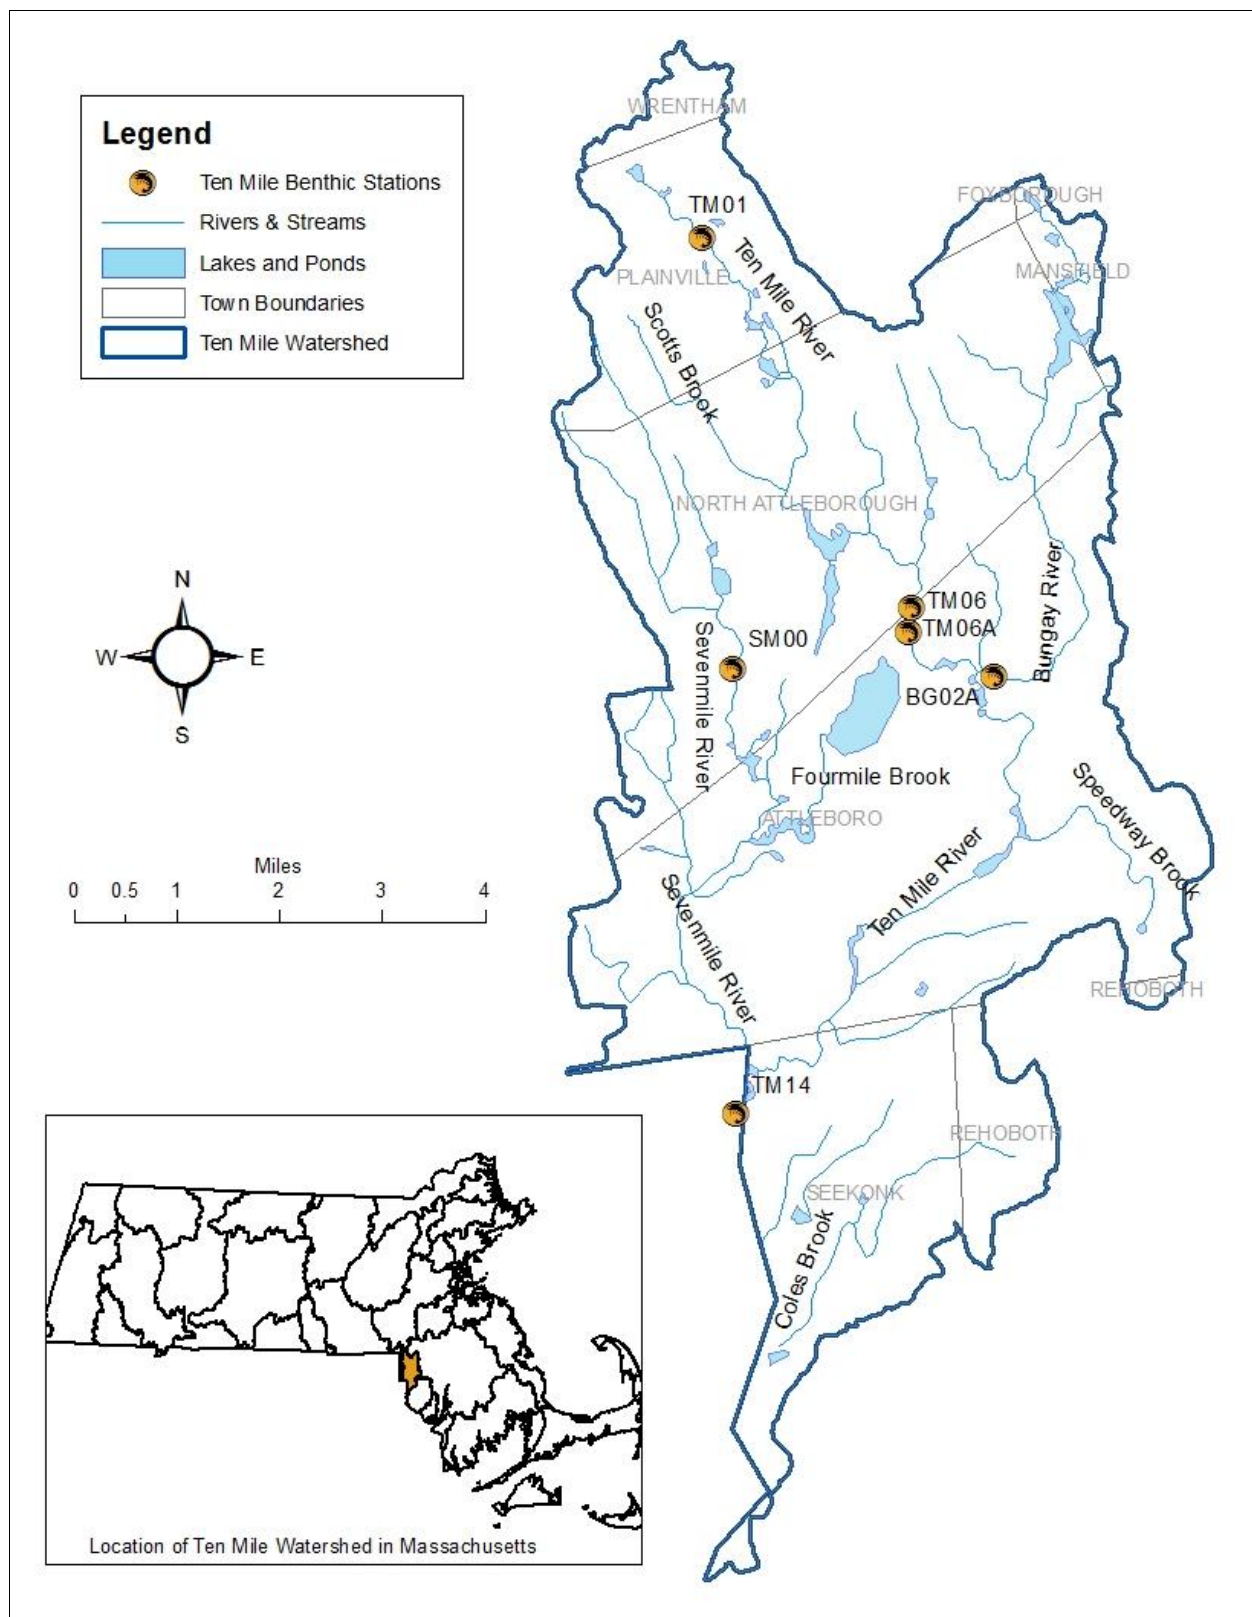 Legend
Ten Mile Benthic Stations
Rivers & Streams
Lakes and Ponds
Town Boundaries
Ten Mile Watershed
WRENTHAM
FOXBOROUGH
TM01
Ten Mile River
PLAINVILLE
MANSFIELD
Scotts Brook
NORTH ATTLEBOROUGH
Bungay River
TM06
TM06A
SM00
Sevenmile River
BG02A
N
W E
S
Fourmile Brook
Speedway Brook
ATTLEBORO
Ten Mile River
Miles
0 0.5 1 2 3 4
Sevenmile River
REHOBOTH
TM14
REHOBOTH
SEEKONK
Coles Brook
Location of Ten Mile Watershed in Massachusetts